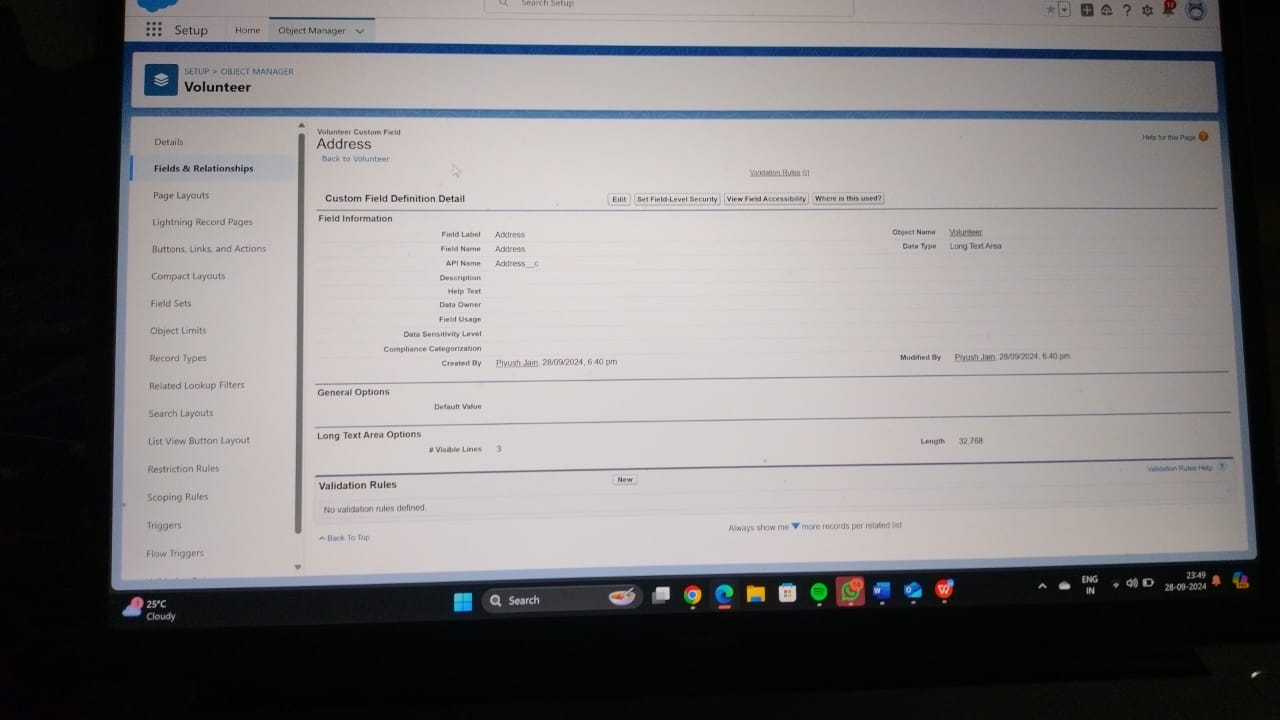 Search Setup
Setup
Home
Object Manager
12
SETUP > OBJECT MANAGER
Volunteer
Details
Fields & Relationships
Page Layouts
Lightning Record Pages
Buttons, Links, and Actions
Compact Layouts
Field Sets
Object Limits
Record Types
Related Lookup Filters
Search Layouts
List View Button Layout
Restriction Rules
Scoping Rules
Triggers
Flow Triggers
Volunteer Custom Field
Address
Back to Volunteer
Help for this Page
Validation Rules [0]
Custom Field Definition Detail
Edit Set Field-Level Security View Field Accessibility Where is this used?
Field Information
Field Label Address
Object Name Volunteer
Field Name Address
Data Type Long Text Area
API Name Address__c
Description
Help Text
Data Owner
Field Usage
Data Sensitivity Level
Compliance Categorization
Created By Piyush Jain, 28/09/2024, 6:40 pm
Modified By Piyush Jain, 28/09/2024, 6:40 pm
General Options
Default Value
Long Text Area Options
# Visible Lines 3
Length 32,768
Validation Rules
New
Validation Rules Help ?
No validation rules defined.
Back To Top
Always show me more records per related list
25°C
Cloudy
Search
14
ENG
IN
23:49
28-09-2024